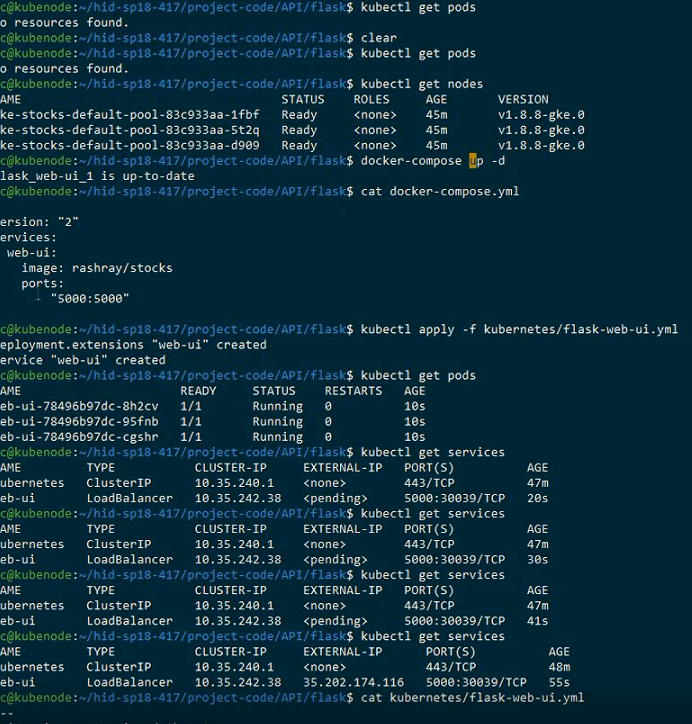 c@kubenode:~/hid-sp18-417/project-code/API/flask$ kubectl get pods
o resources found.
c@kubenode:~/hid-sp18-417/project-code/API/flask$ clear
c@kubenode:~/hid-sp18-417/project-code/API/flask$ kubectl get pods
o resources found.
c@kubenode:~/hid-sp18-417/project-code/API/flask$ kubectl get nodes
AME STATUS ROLES AGE VERSION
ke-stocks-default-pool-83c933aa-1fbf Ready <none> 45m v1.8.8-gke.0
ke-stocks-default-pool-83c933aa-5t2q Ready <none> 45m v1.8.8-gke.0
ke-stocks-default-pool-83c933aa-d909 Ready <none> 45m v1.8.8-gke.0
c@kubenode:~/hid-sp18-417/project-code/API/flask$ docker-compose up -d
lask_web-ui_1 is up-to-date
c@kubenode:~/hid-sp18-417/project-code/API/flask$ cat docker-compose.yml
ersion: "2"
ervices:
web-ui:
image: rashray/stocks
ports:
- "5000:5000"
c@kubenode:~/hid-sp18-417/project-code/API/flask$ kubectl apply -f kubernetes/flask-web-ui.yml
eployment.extensions "web-ui" created
ervice "web-ui" created
c@kubenode:~/hid-sp18-417/project-code/API/flask$ kubectl get pods
AME READY STATUS RESTARTS AGE
eb-ui-78496b97dc-8h2cv 1/1 Running 0 10s
eb-ui-78496b97dc-95fnb 1/1 Running 0 10s
eb-ui-78496b97dc-cgshr 1/1 Running 0 10s
c@kubenode:~/hid-sp18-417/project-code/API/flask$ kubectl get services
AME TYPE CLUSTER-IP EXTERNAL-IP PORT(S) AGE
ubernetes ClusterIP 10.35.240.1 <none> 443/TCP 47m
eb-ui LoadBalancer 10.35.242.38 <pending> 5000:30039/TCP 20s
c@kubenode:~/hid-sp18-417/project-code/API/flask$ kubectl get services
AME TYPE CLUSTER-IP EXTERNAL-IP PORT(S) AGE
ubernetes ClusterIP 10.35.240.1 <none> 443/TCP 47m
eb-ui LoadBalancer 10.35.242.38 <pending> 5000:30039/TCP 30s
c@kubenode:~/hid-sp18-417/project-code/API/flask$ kubectl get services
AME TYPE CLUSTER-IP EXTERNAL-IP PORT(S) AGE
ubernetes ClusterIP 10.35.240.1 <none> 443/TCP 47m
eb-ui LoadBalancer 10.35.242.38 <pending> 5000:30039/TCP 41s
c@kubenode:~/hid-sp18-417/project-code/API/flask$ kubectl get services
AME TYPE CLUSTER-IP EXTERNAL-IP PORT(S) AGE
ubernetes ClusterIP 10.35.240.1 <none> 443/TCP 48m
eb-ui LoadBalancer 10.35.242.38 35.202.174.116 5000:30039/TCP 55s
c@kubenode:~/hid-sp18-417/project-code/API/flask$ cat kubernetes/flask-web-ui.yml
--